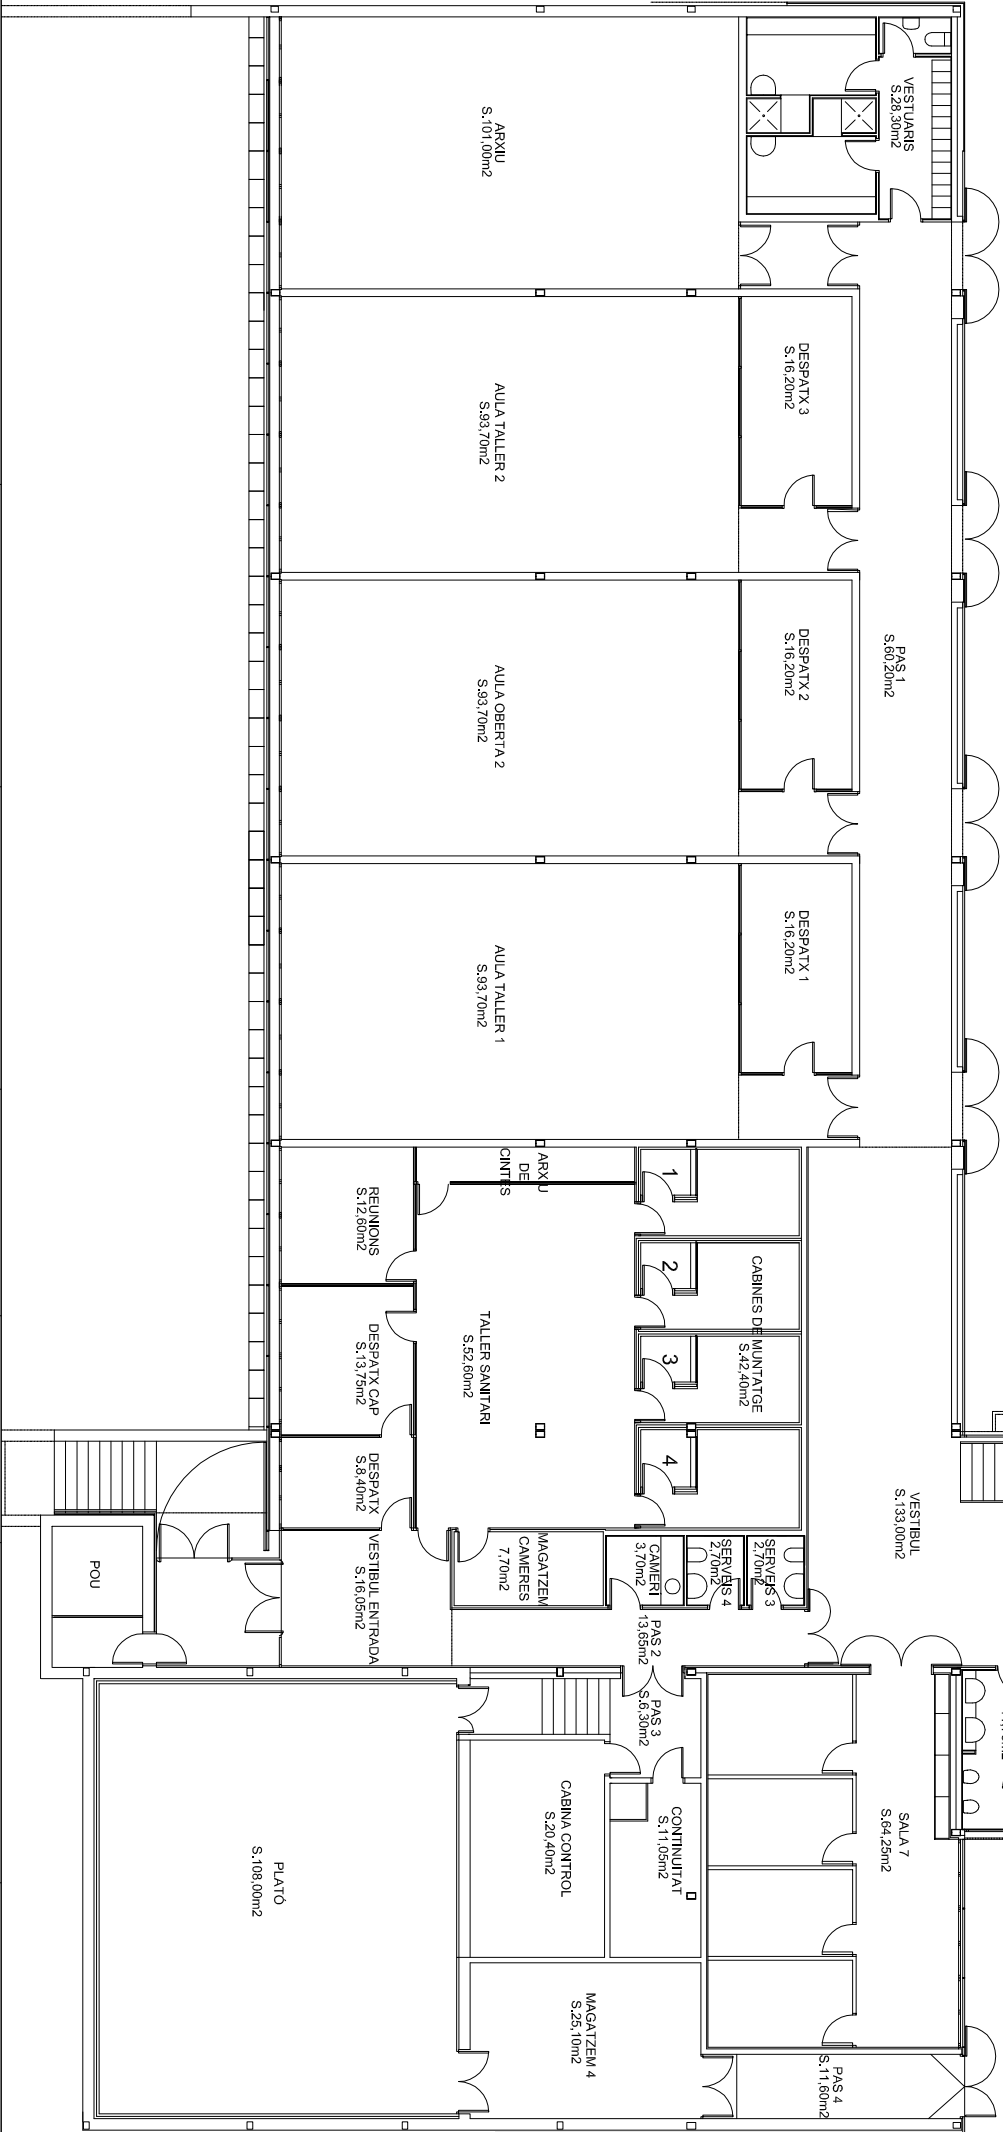 VESTUARIS
S.28,30m2
ARXIU
S.101,00m2
DESPATX 3
S.16,20m2
AULA TALLER 2
S.93,70m2
PAS 1
S.60,20m2
DESPATX 2
S.16,20m2
AULA OBERTA 2
S.93,70m2
DESPATX 1
S.16,20m2
AULA TALLER 1
S.93,70m2
ARXIU
DE
CINTES
1
2
3
4
CABINES DE MUNTATGE
S.42,40m2
REUNIONS
S.12,60m2
TALLER SANITARI
S.52,60m2
DESPATX CAP
S.13,75m2
DESPATX
S.8,40m2
VESTIBUL
S.133,00m2
SERVEIS 3
2,70m2
SERVEIS 4
2,70m2
CAMERI
3,70m2
MAGATZEM
CAMERES
7,70m2
VESTIBUL ENTRADA
S.16,05m2
POU
PAS 2
13,65m2
PAS 3
S.6,30m2
SALA 7
S.64,25m2
CONTINUITAT
S.11,05m2
CABINA CONTROL
S.20,40m2
PLATÓ
S.108,00m2
MAGATZEM 4
S.25,10m2
PAS 4
S.11,60m2